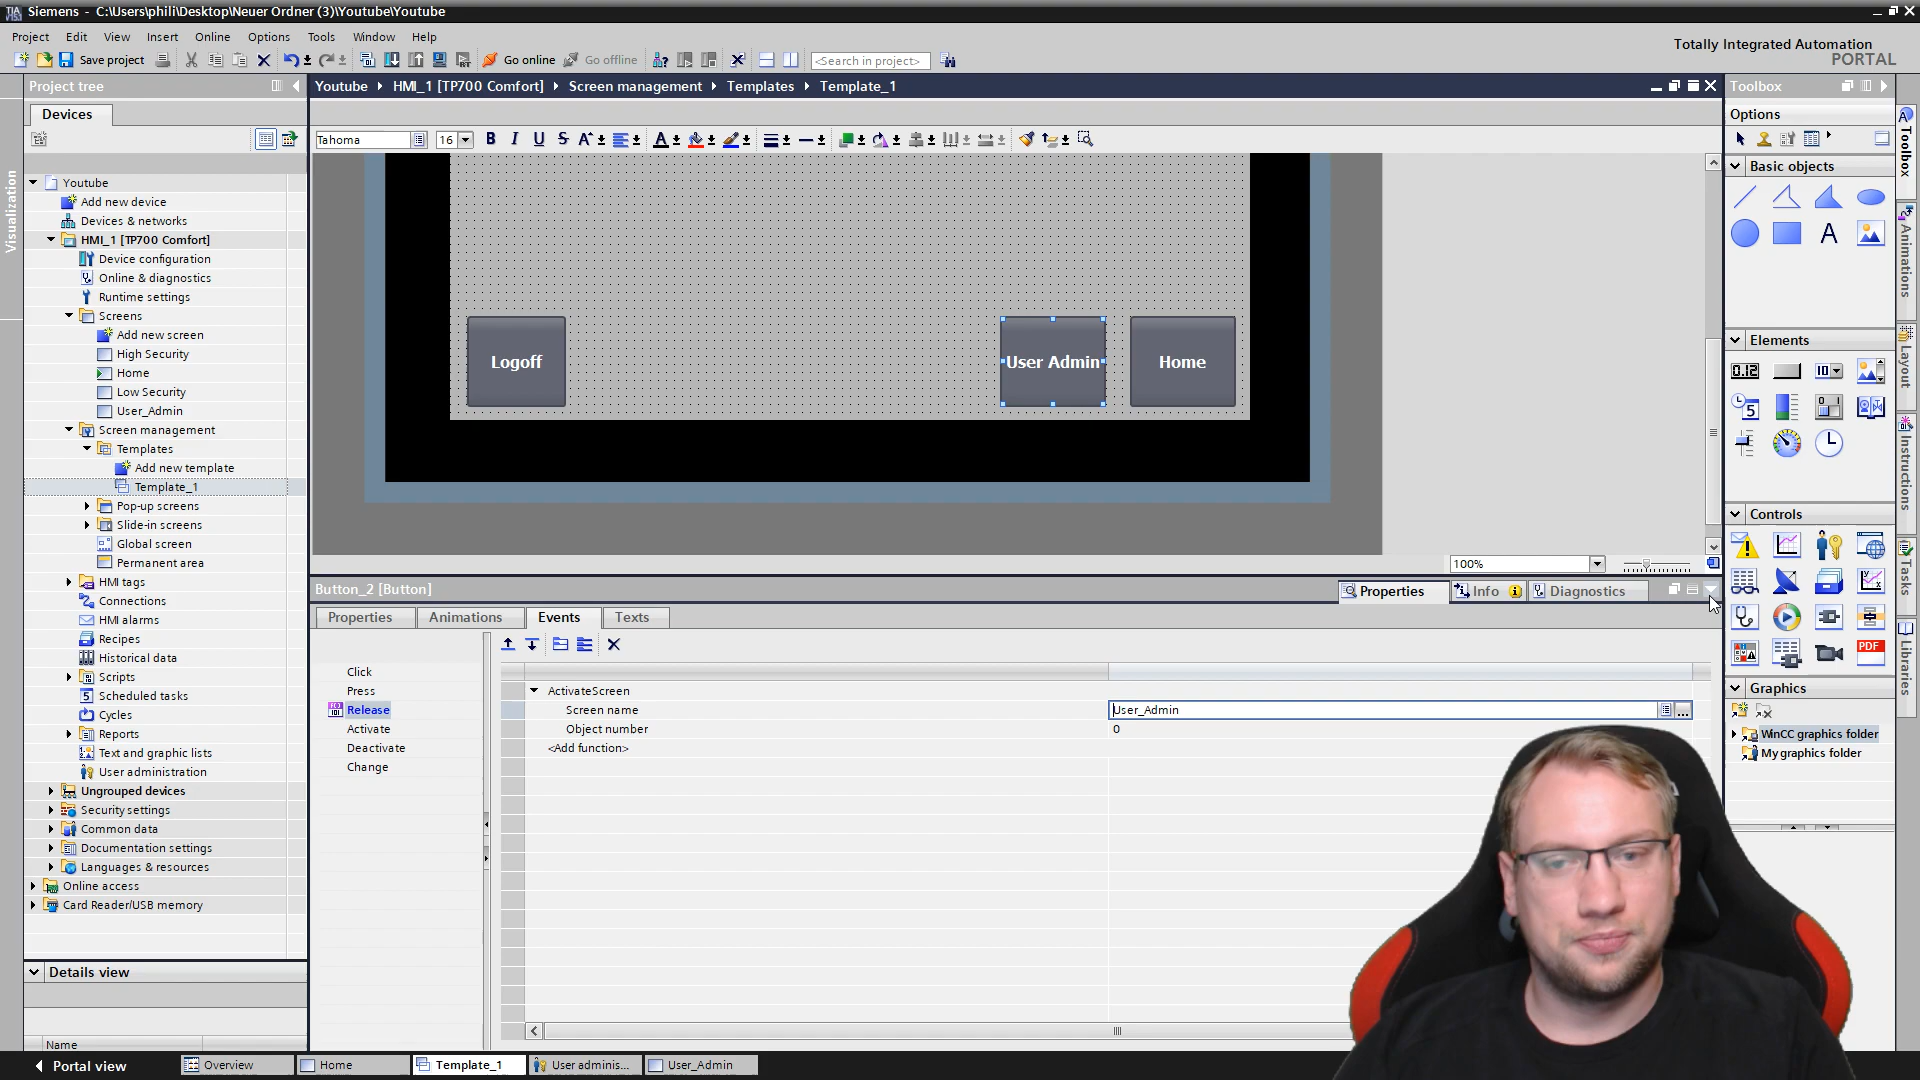 Siemens - C:\Users\phili\Desktop\Neuer Ordner (3)\Youtube\Youtube
Project Edit View Insert Online Options Tools Window Help
Totally Integrated Automation
PORTAL
Save project
Go online
Go offline
<Search in project>
Project tree
Youtube HMI_1 [TP700 Comfort] Screen management Templates Template_1
Toolbox
Devices
Options
Tahoma 16 B I U S A A
Visualization
Basic objects
Youtube
Add new device
Devices & networks
HMI_1 [TP700 Comfort]
Device configuration
Online & diagnostics
Runtime settings
Screens
Add new screen
High Security
Home
Low Security
User_Admin
Screen management
Templates
Add new template
Template_1
Pop-up screens
Slide-in screens
Global screen
Permanent area
HMI tags
Connections
HMI alarms
Recipes
Historical data
Scripts
Scheduled tasks
Cycles
Reports
Text and graphic lists
User administration
Ungrouped devices
Security settings
Common data
Documentation settings
Languages & resources
Online access
Card Reader/USB memory
Details view
Name
Logoff
User Admin
Home
100%
A
Elements
0.12
10
5
Controls
PDF
Graphics
WinCC graphics folder
My graphics folder
Toolbox
Animations
Layout
Instructions
Tasks
Libraries
Button_2 [Button]
Properties Info Diagnostics
Properties Animations Events Texts
Click
Press
Release
Activate
Deactivate
Change
ActivateScreen
Screen name User_Admin
Object number 0
<Add function>
Portal view
Overview Home Template_1 User adminis... User_Admin